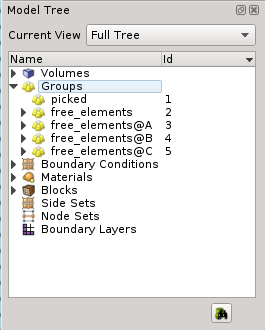 Model Tree
Current View Full Tree
Name Id
Volumes
Groups
picked 1
free_elements 2
free_elements@A 3
free_elements@B 4
free_elements@C 5
Boundary Conditions
Materials
Blocks
Side Sets
Node Sets
Boundary Layers